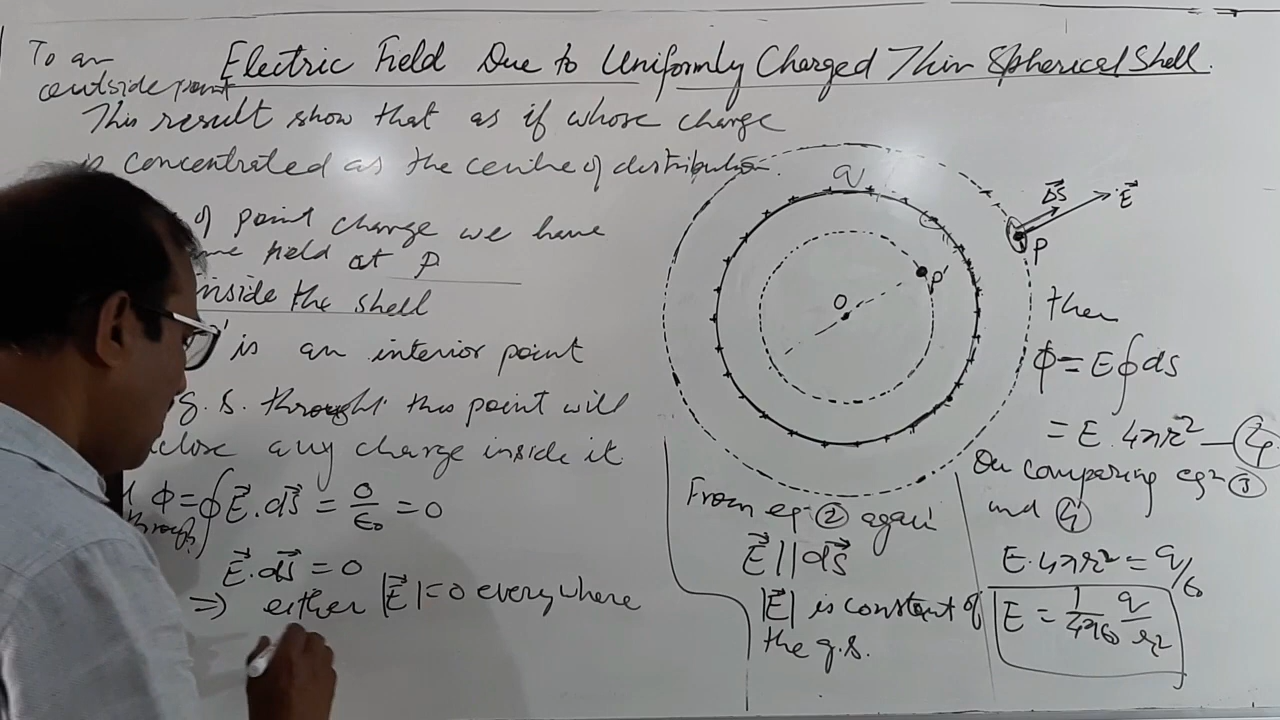 To an
outside point
Electric Field Due to Uniformly Charged Thin Spherical Shell.
This result show that as if whose charge
is concentrated as the centre of distribution.
of point charge we have
field at P
inside the shell
is an interior point
g.s. throught this point will
close any charge inside it.
ϕ = ∮ E⃗.dS⃗ = 0/ϵ₀ = 0
through
E⃗.dS⃗ = 0
⇒ either |E⃗| = 0 everywhere
q
O
P'
P
DS⃗
E⃗
From eq ② again
E⃗ || dS⃗
|E⃗| is constant of
the g.s.
then
ϕ = E ∮ ds
= E. 4πr² — ④
On comparing eqn ③
and ④
E. 4πr² = q/ϵ₀
E = 1/4πϵ₀ q/r²